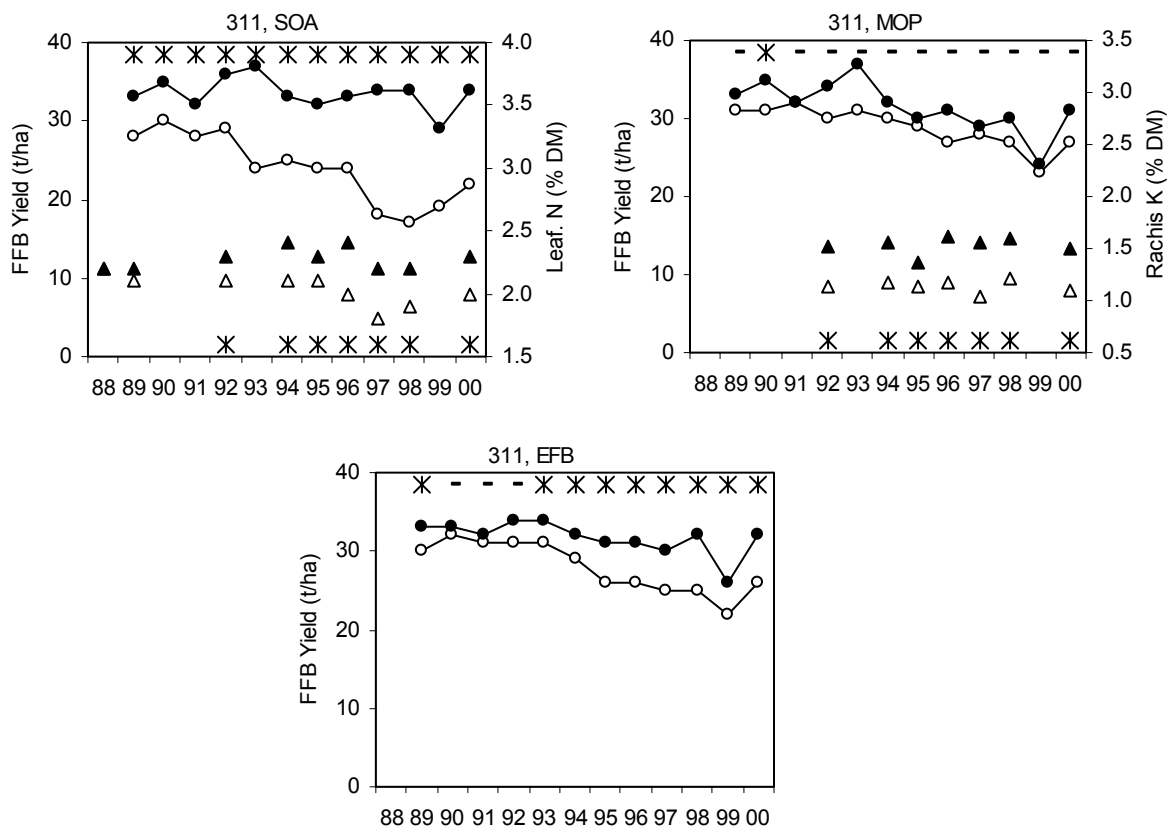 311, SOA
40
30
20
10
0
FFB Yield (t/ha)
4.0
3.5
3.0
2.5
2.0
1.5
Leaf. N (% DM)
88 89 90 91 92 93 94 95 96 97 98 99 00
311, MOP
40
30
20
10
0
FFB Yield (t/ha)
3.5
3.0
2.5
2.0
1.5
1.0
0.5
Rachis K (% DM)
88 89 90 91 92 93 94 95 96 97 98 99 00
311, EFB
40
30
20
10
0
FFB Yield (t/ha)
88 89 90 91 92 93 94 95 96 97 98 99 00